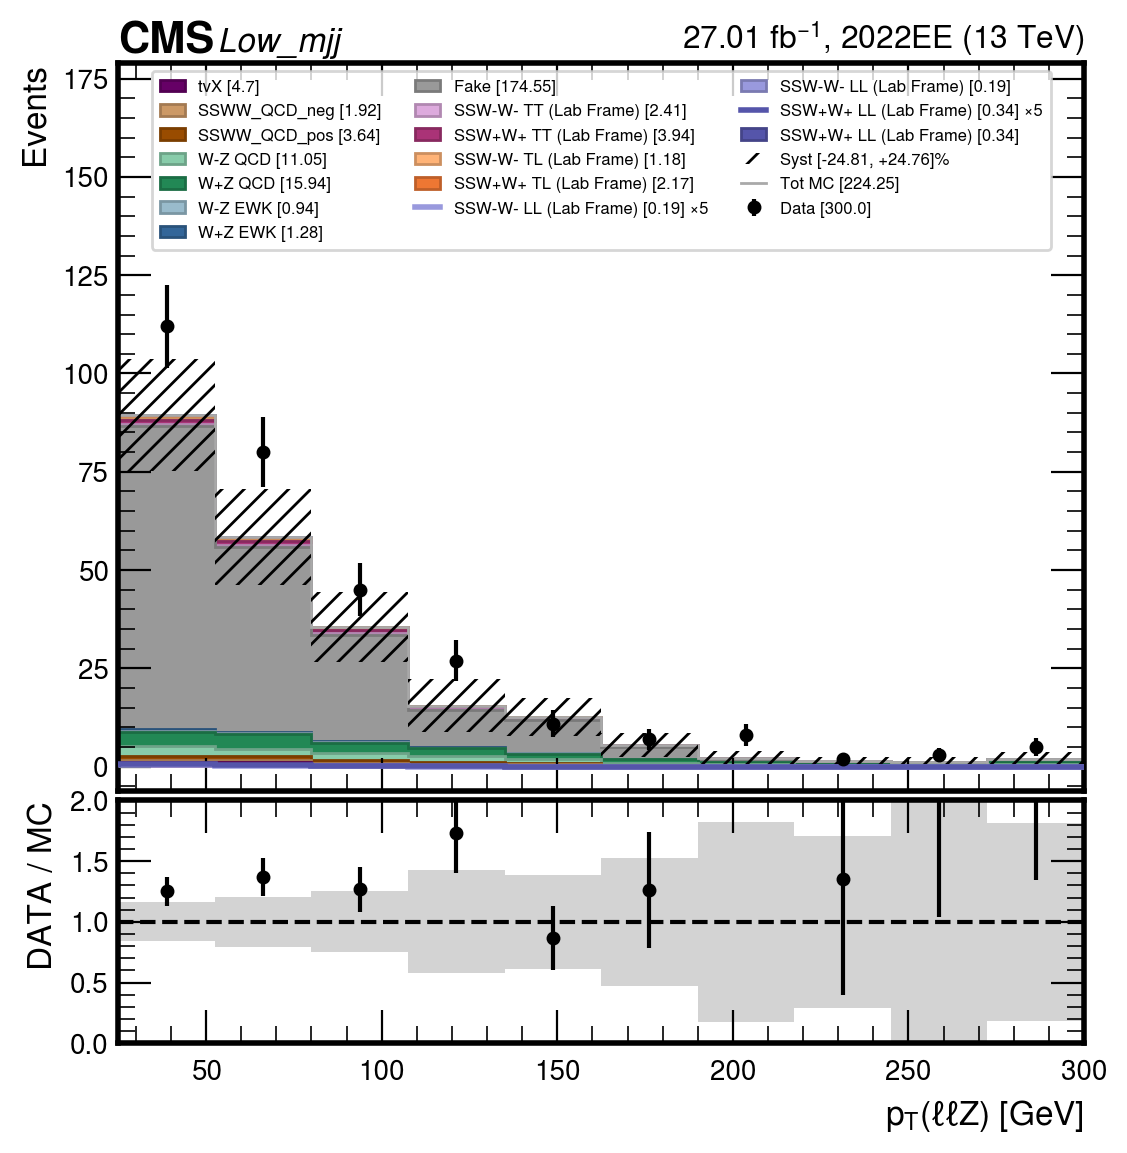 CMS Low_mjj 27.01 fb⁻¹, 2022EE (13 TeV)
Events
175
150
125
100
75
50
25
0
tvX [4.7]
SSWW_QCD_neg [1.92]
SSWW_QCD_pos [3.64]
W-Z QCD [11.05]
W+Z QCD [15.94]
W-Z EWK [0.94]
W+Z EWK [1.28]
Fake [174.55]
SSW-W- TT (Lab Frame) [2.41]
SSW+W+ TT (Lab Frame) [3.94]
SSW-W- TL (Lab Frame) [1.18]
SSW+W+ TL (Lab Frame) [2.17]
SSW-W- LL (Lab Frame) [0.19] ×5
SSW-W- LL (Lab Frame) [0.19]
SSW+W+ LL (Lab Frame) [0.34] ×5
SSW+W+ LL (Lab Frame) [0.34]
Syst [-24.81, +24.76]%
Tot MC [224.25]
Data [300.0]
DATA / MC
2.0
1.5
1.0
0.5
0.0
50 100 150 200 250 300
p_T(ℓℓZ) [GeV]